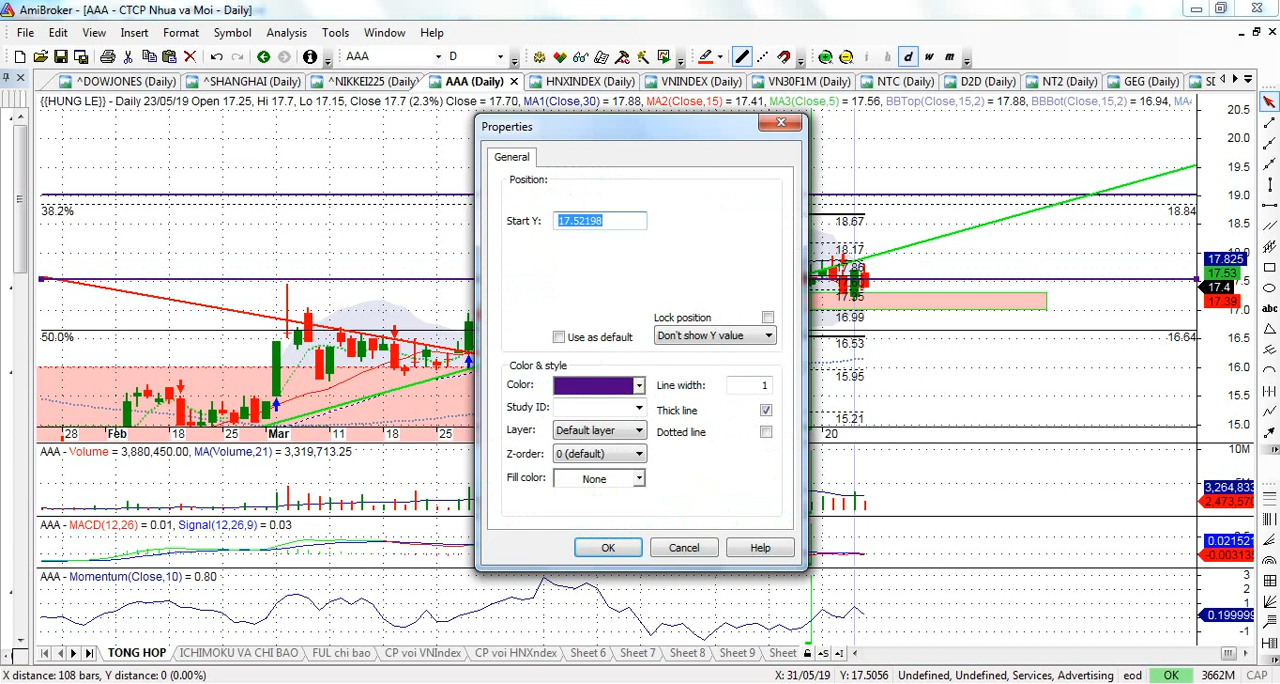 AmiBroker - [AAA - CTCP Nhua va Moi - Daily]
File Edit View Insert Format Symbol Analysis Tools Window Help
AAA D i h d w m
^DOWJONES (Daily) ^SHANGHAI (Daily) ^NIKKEI225 (Daily) AAA (Daily) HNXINDEX (Daily) VNINDEX (Daily) VN30F1M (Daily) NTC (Daily) D2D (Daily) NT2 (Daily) GEG (Daily)
{{HUNG LE}} - Daily 23/05/19 Open 17.25, Hi 17.7, Lo 17.15, Close 17.7 (2.3%) Close = 17.70, MA1(Close,30) = 17.88, MA2(Close,15) = 17.41, MA3(Close,5) = 17.56, BBTop(Close,15,2) = 17.88, BBBot(Close,15,2) = 16.94,
20.5
20.0
19.5
19.0
18.5
18.0
17.5
17.0
16.5
16.0
15.5
15.0
17.825
17.53
17.4
17.39
38.2%
50.0%
18.84
16.64
18.67
18.17
16.99
16.53
15.95
15.21
Properties
General
Position:
Start Y: 17.52198
Lock position
Use as default Don't show Y value
Color & style
Color: Line width: 1
Study ID: Thick line
Layer: Default layer Dotted line
Z-order: 0 (default)
Fill color: None
OK Cancel Help
28 Feb 18 25 Mar 11 18 25 20
AAA - Volume = 3,880,450.00, MA(Volume,21) = 3,319,713.25
10M
AAA - MACD(12,26) = 0.01, Signal(12,26,9) = 0.03
AAA - Momentum(Close,10) = 0.80
3
2
1
-1
TONG HOP ICHIMOKU VA CHI BAO FUL chi bao CP voi VNIndex CP voi HNXndex Sheet 6 Sheet 7 Sheet 8 Sheet 9 Sheet
X distance: 108 bars, Y distance: 0 (0.00%) X: 31/05/19 Y: 17.5056 Undefined, Undefined, Services, Advertising eod OK 3662M CAP